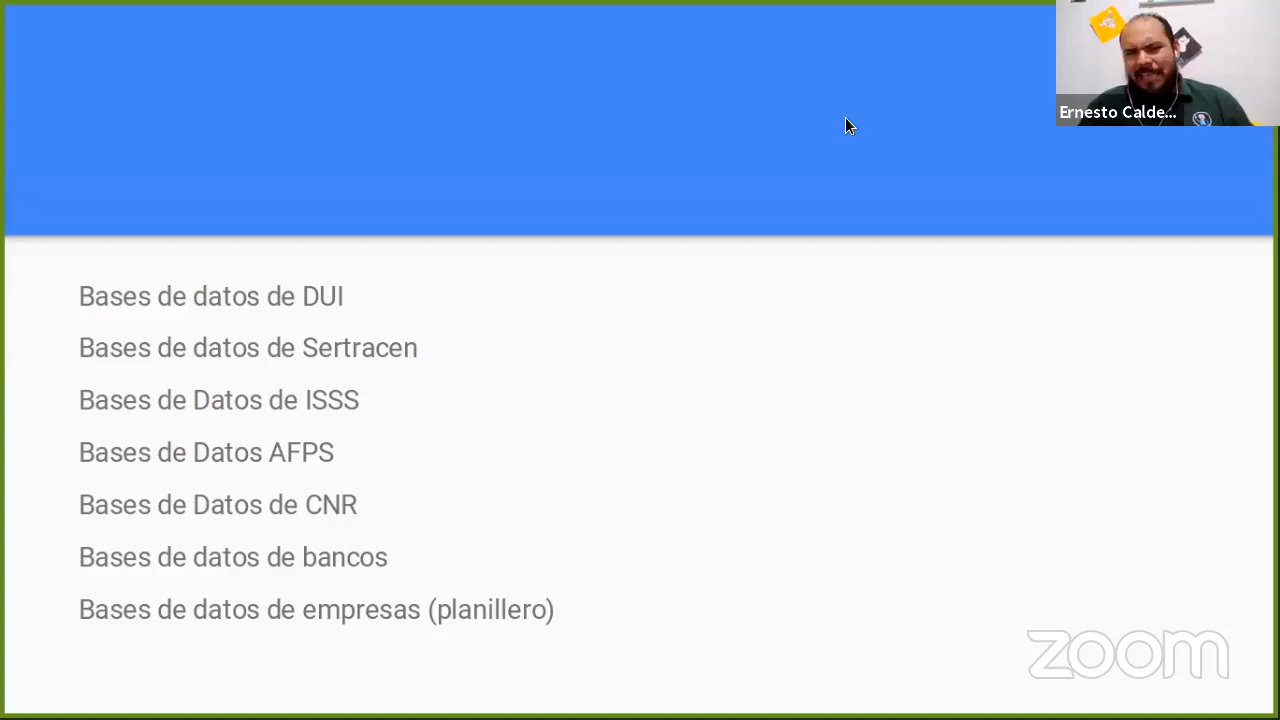 Ernesto Calde...
Bases de datos de DUI
Bases de datos de Sertracen
Bases de Datos de ISSS
Bases de Datos AFPS
Bases de Datos de CNR
Bases de datos de bancos
Bases de datos de empresas (planillero)
zoom